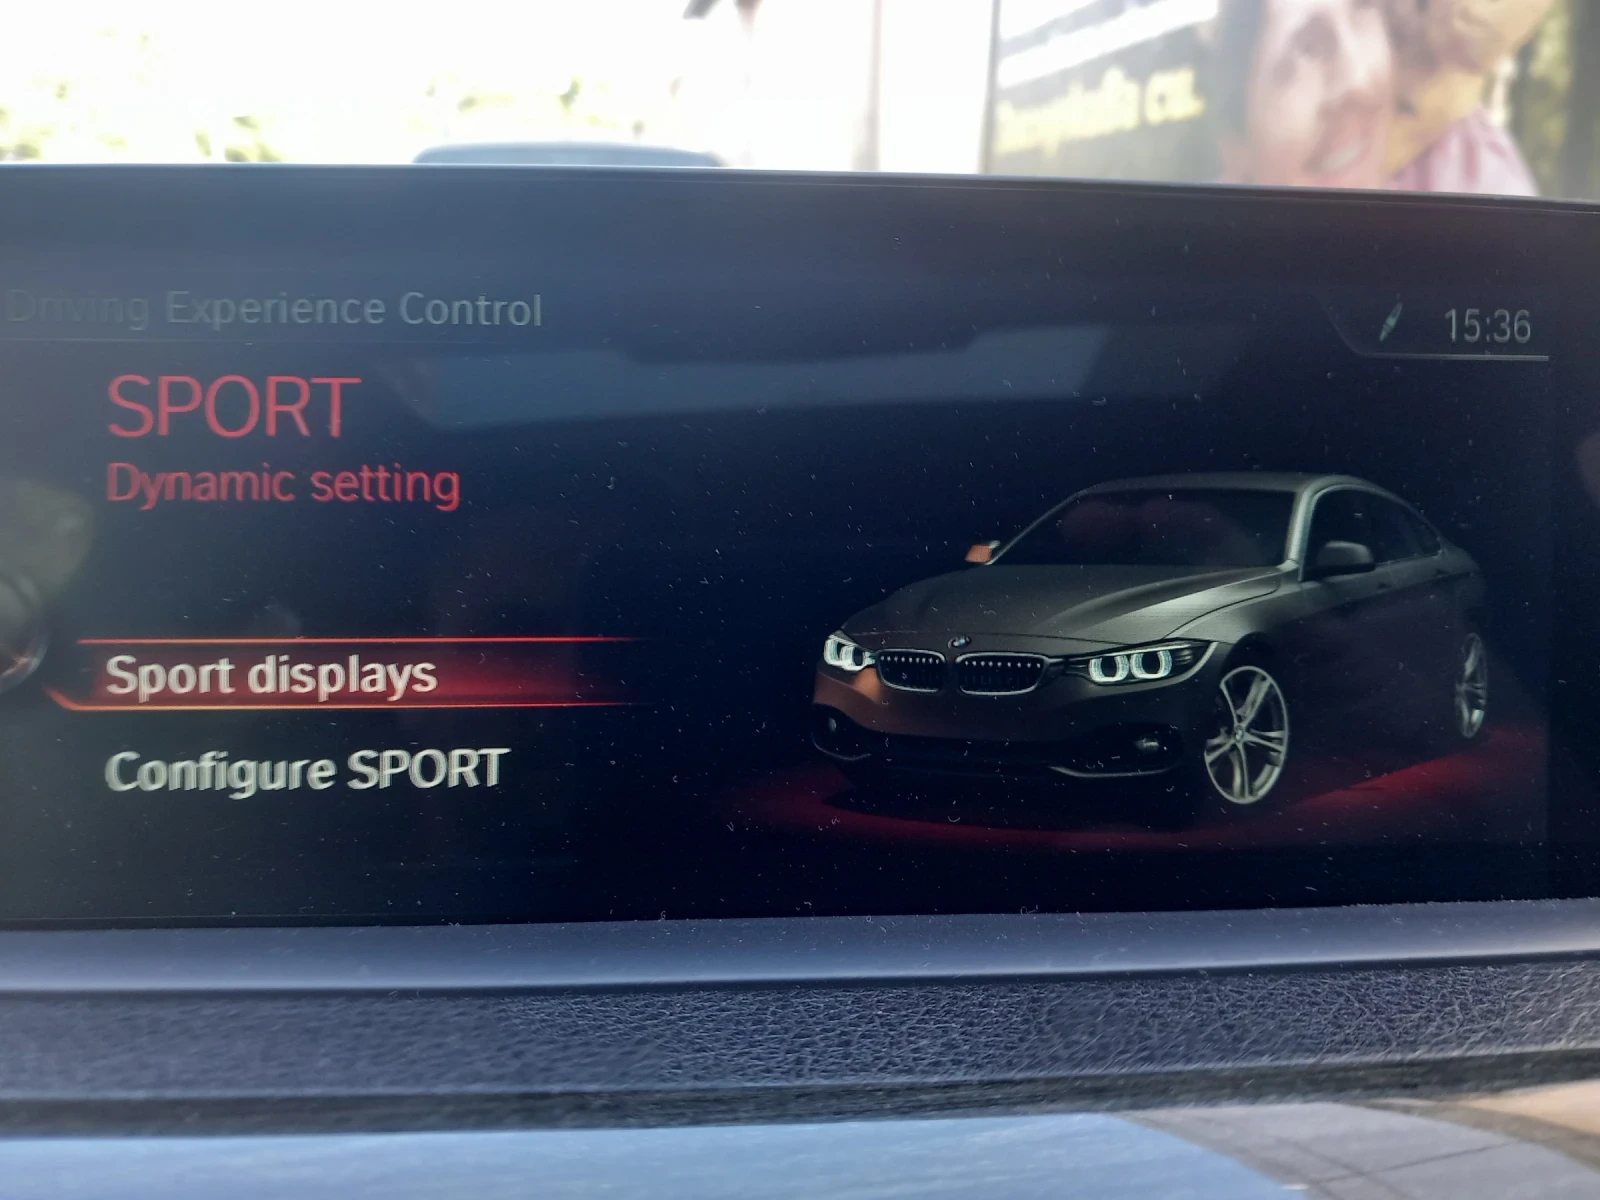 Driving Experience Control
15:36
SPORT
Dynamic setting
Sport displays
Configure SPORT